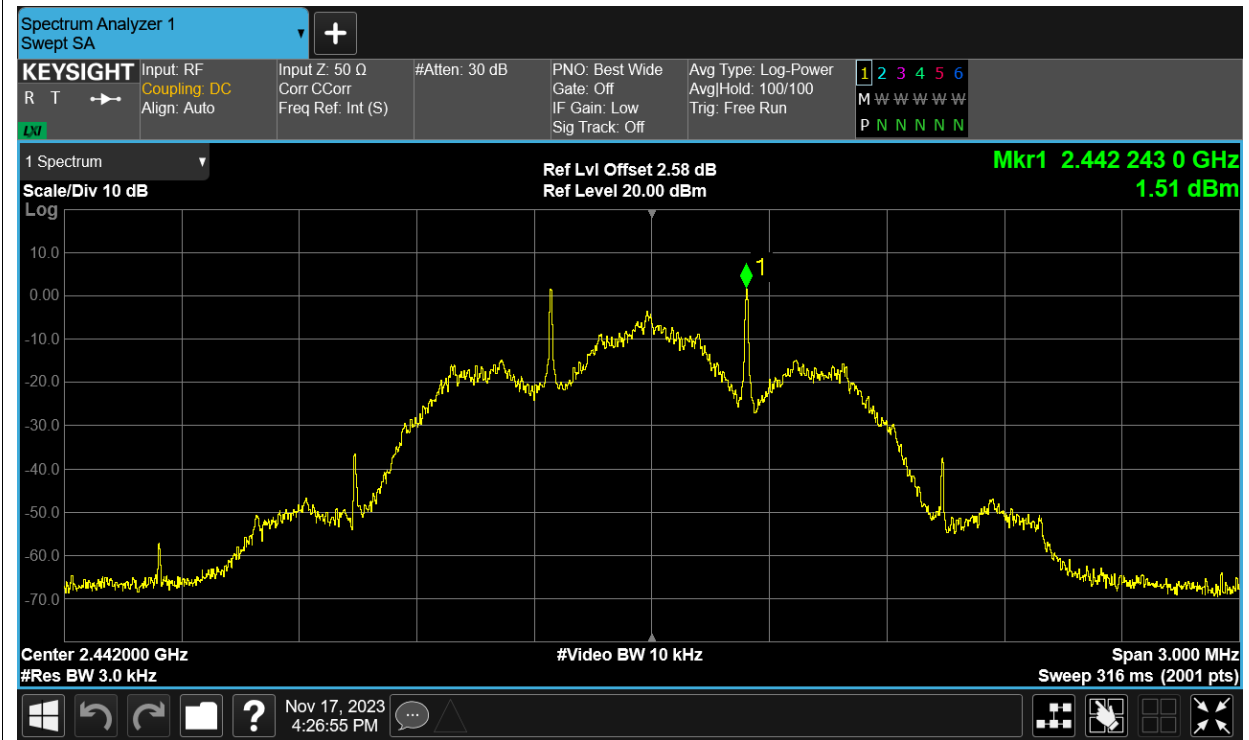 Spectrum Analyzer 1
Swept SA
KEYSIGHT
R T
LXI
Input: RF
Coupling: DC
Align: Auto
Input Z: 50 Ω
Corr CCorr
Freq Ref: Int (S)
#Atten: 30 dB
PNO: Best Wide
Gate: Off
IF Gain: Low
Sig Track: Off
Avg Type: Log-Power
Avg|Hold: 100/100
Trig: Free Run
1 2 3 4 5 6
M W W W W W
P N N N N N
1 Spectrum
Scale/Div 10 dB
Log
Ref Lvl Offset 2.58 dB
Ref Level 20.00 dBm
Mkr1 2.442 243 0 GHz
1.51 dBm
10.0
0.00
-10.0
-20.0
-30.0
-40.0
-50.0
-60.0
-70.0
1
Center 2.442000 GHz
#Res BW 3.0 kHz
#Video BW 10 kHz
Span 3.000 MHz
Sweep 316 ms (2001 pts)
?
Nov 17, 2023
4:26:55 PM